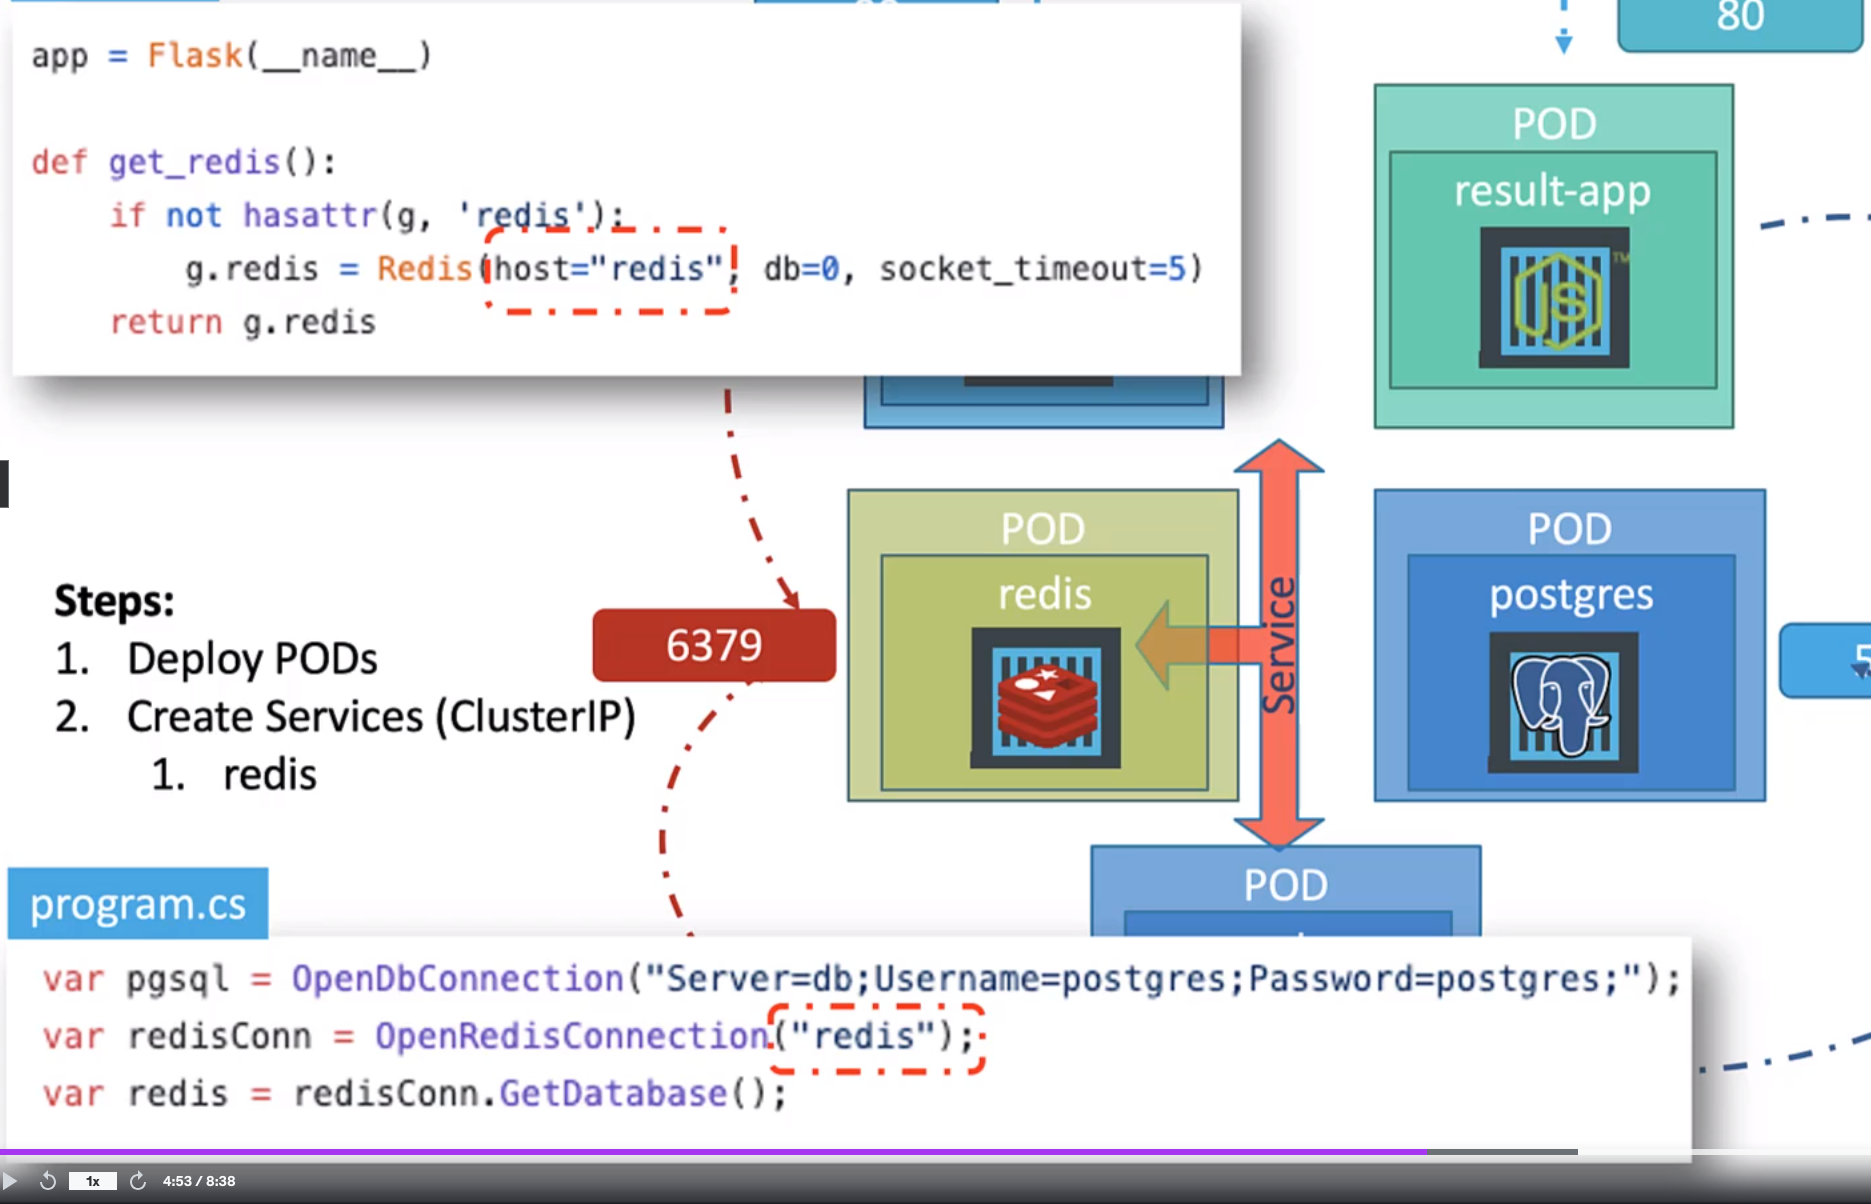 app = Flask(__name__)
def get_redis():
if not hasattr(g, 'redis'):
g.redis = Redis(host="redis", db=0, socket_timeout=5)
return g.redis
80
POD
result-app
JS
TM
Steps:
1. Deploy PODs
2. Create Services (ClusterIP)
1. redis
6379
POD
redis
Service
POD
postgres
5
POD
program.cs
var pgsql = OpenDbConnection("Server=db;Username=postgres;Password=postgres;");
var redisConn = OpenRedisConnection("redis");
var redis = redisConn.GetDatabase();
1x
4:53 / 8:38